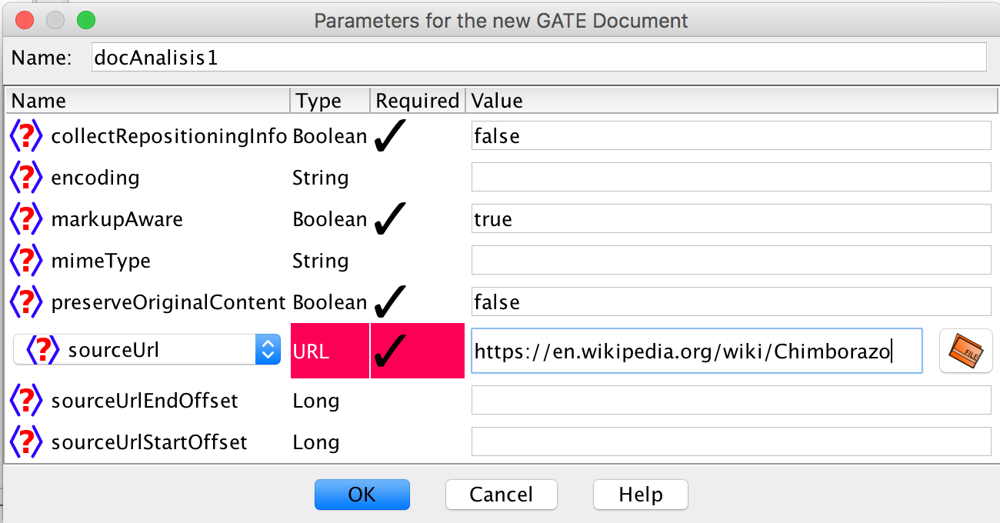 Parameters for the new GATE Document
Name: docAnalisis1
Name Type Required Value
<?> collectRepositioningInfo Boolean ✓ false
<?> encoding String
<?> markupAware Boolean ✓ true
<?> mimeType String
<?> preserveOriginalContent Boolean ✓ false
<?> sourceUrl URL ✓ https://en.wikipedia.org/wiki/Chimborazo FILE
<?> sourceUrlEndOffset Long
<?> sourceUrlStartOffset Long
OK Cancel Help